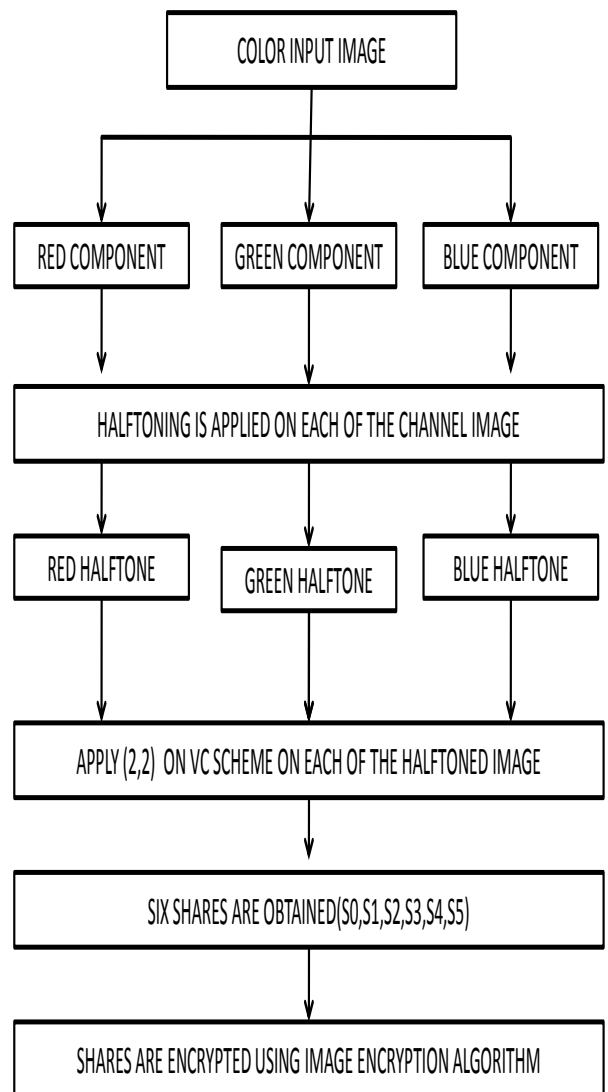 COLOR INPUT IMAGE
RED COMPONENT
GREEN COMPONENT
BLUE COMPONENT
HALFTONING IS APPLIED ON EACH OF THE CHANNEL IMAGE
RED HALFTONE
GREEN HALFTONE
BLUE HALFTONE
APPLY (2,2) ON VC SCHEME ON EACH OF THE HALFTONED IMAGE
SIX SHARES ARE OBTAINED(S0,S1,S2,S3,S4,S5)
SHARES ARE ENCRYPTED USING IMAGE ENCRYPTION ALGORITHM